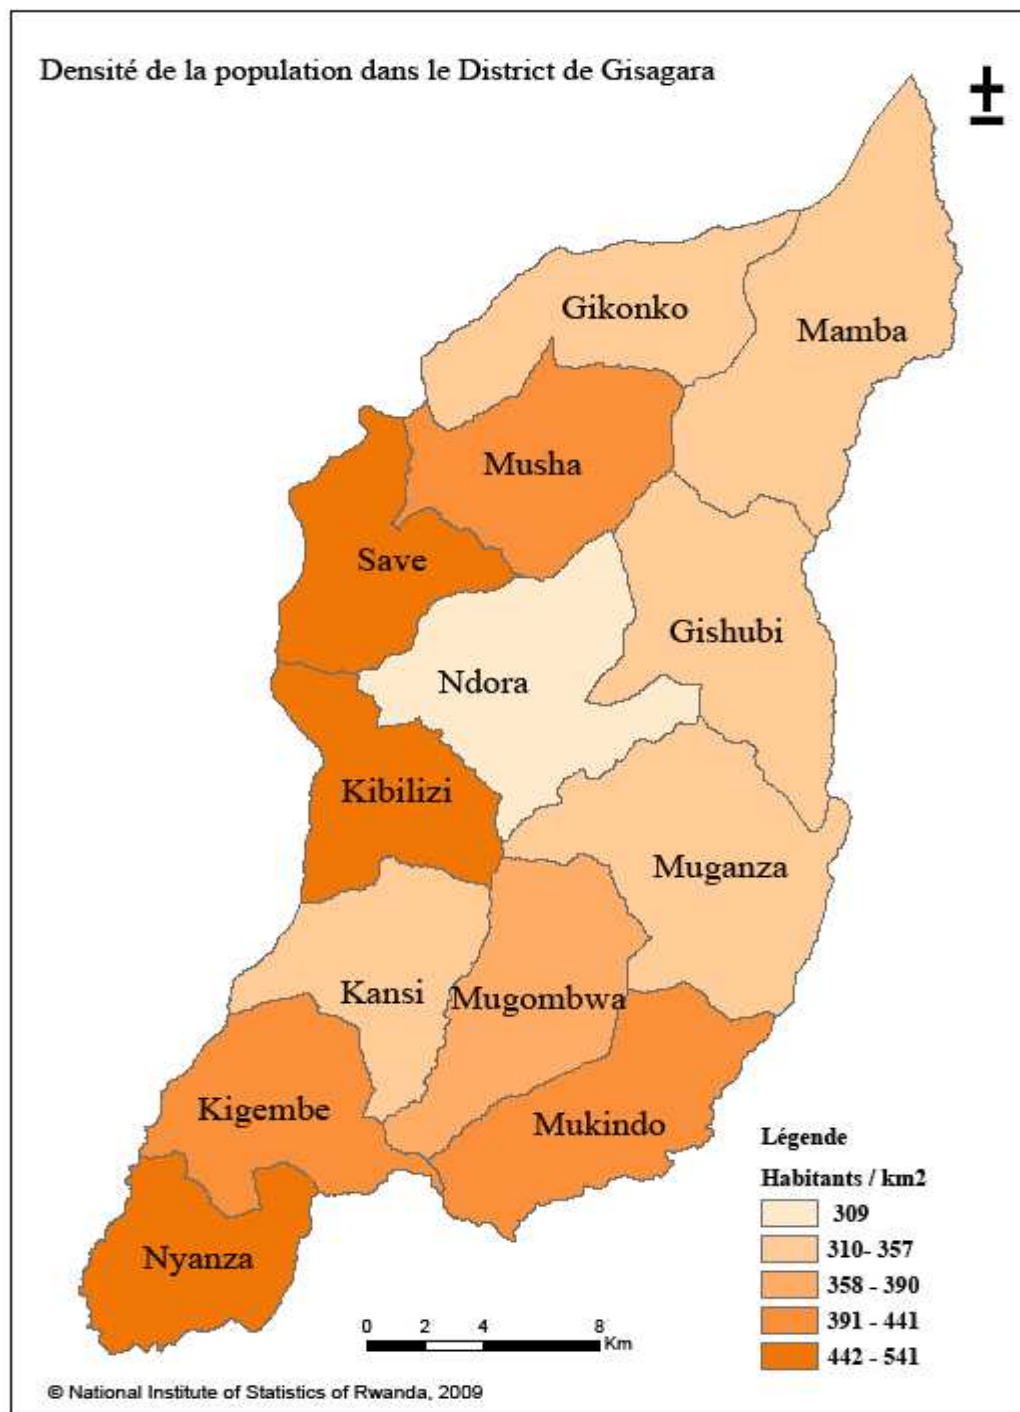 Densité de la population dans le District de Gisagara
Gikonko
Mamba
Musha
Save
Gishubi
Ndora
Kibilizi
Muganza
Kansi
Mugombwa
Kigembe
Mukindo
Nyanza
Légende
Habitants / km2
309
310- 357
358 - 390
391 - 441
442 - 541
0 2 4 8
Km
© National Institute of Statistics of Rwanda, 2009